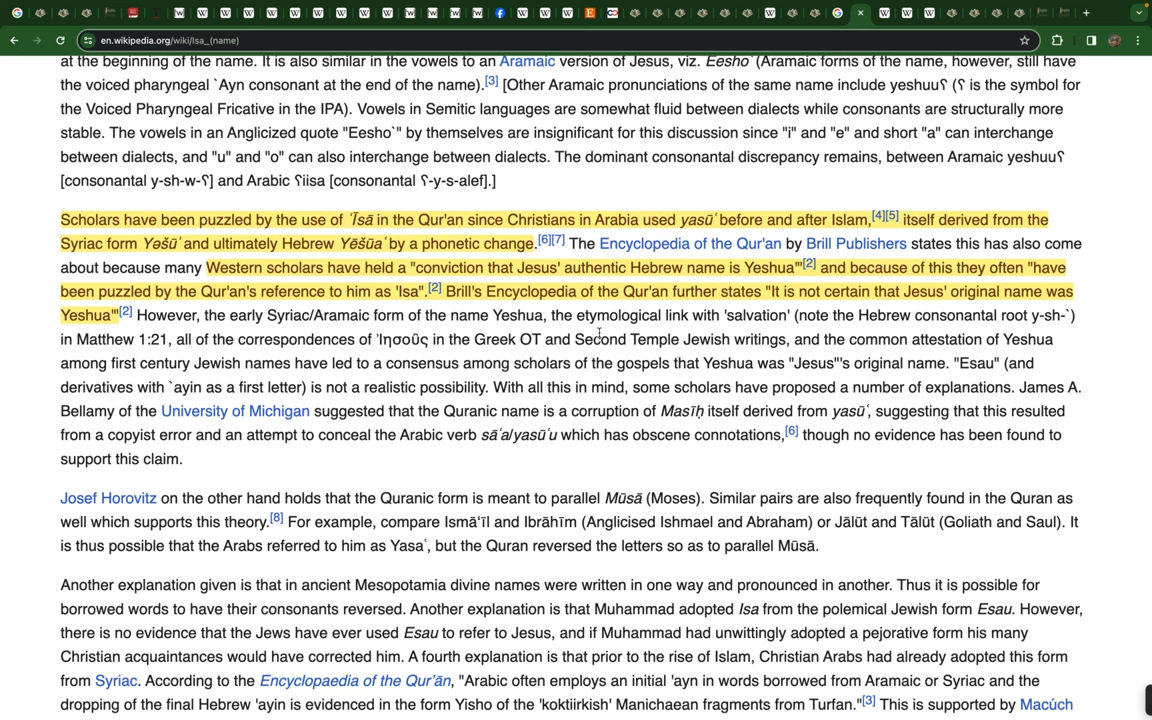 en.wikipedia.org/wiki/Isa_(name)
at the beginning of the name. It is also similar in the vowels to an Aramaic version of Jesus, viz. Eesho` (Aramaic forms of the name, however, still have
the voiced pharyngeal `Ayn consonant at the end of the name).[3] [Other Aramaic pronunciations of the same name include yeshuuʕ (ʕ is the symbol for
the Voiced Pharyngeal Fricative in the IPA). Vowels in Semitic languages are somewhat fluid between dialects while consonants are structurally more
stable. The vowels in an Anglicized quote "Eesho`" by themselves are insignificant for this discussion since "i" and "e" and short "a" can interchange
between dialects, and "u" and "o" can also interchange between dialects. The dominant consonantal discrepancy remains, between Aramaic yeshuuʕ
[consonantal y-sh-w-ʕ] and Arabic ʕiisa [consonantal ʕ-y-s-alef].]
Scholars have been puzzled by the use of ʿĪsā in the Qur'an since Christians in Arabia used yasūʿ before and after Islam,[4][5] itself derived from the
Syriac form Yəšūʿ and ultimately Hebrew Yēšūaʿ by a phonetic change.[6][7] The Encyclopedia of the Qur'an by Brill Publishers states this has also come
about because many Western scholars have held a "conviction that Jesus' authentic Hebrew name is Yeshua'"[2] and because of this they often "have
been puzzled by the Qur'an's reference to him as 'Isa".[2] Brill's Encyclopedia of the Qur'an further states "It is not certain that Jesus' original name was
Yeshua'"[2] However, the early Syriac/Aramaic form of the name Yeshua, the etymological link with 'salvation' (note the Hebrew consonantal root y-sh-`)
in Matthew 1:21, all of the correspondences of Ἰησοῦς in the Greek OT and Second Temple Jewish writings, and the common attestation of Yeshua
among first century Jewish names have led to a consensus among scholars of the gospels that Yeshua was "Jesus"'s original name. "Esau" (and
derivatives with `ayin as a first letter) is not a realistic possibility. With all this in mind, some scholars have proposed a number of explanations. James A.
Bellamy of the University of Michigan suggested that the Quranic name is a corruption of Masīḥ itself derived from yasūʿ, suggesting that this resulted
from a copyist error and an attempt to conceal the Arabic verb sāʿa/yasūʿu which has obscene connotations,[6] though no evidence has been found to
support this claim.
Josef Horovitz on the other hand holds that the Quranic form is meant to parallel Mūsā (Moses). Similar pairs are also frequently found in the Quran as
well which supports this theory.[8] For example, compare Ismāʿīl and Ibrāhīm (Anglicised Ishmael and Abraham) or Jālūt and Tālūt (Goliath and Saul). It
is thus possible that the Arabs referred to him as Yasaʿ, but the Quran reversed the letters so as to parallel Mūsā.
Another explanation given is that in ancient Mesopotamia divine names were written in one way and pronounced in another. Thus it is possible for
borrowed words to have their consonants reversed. Another explanation is that Muhammad adopted Isa from the polemical Jewish form Esau. However,
there is no evidence that the Jews have ever used Esau to refer to Jesus, and if Muhammad had unwittingly adopted a pejorative form his many
Christian acquaintances would have corrected him. A fourth explanation is that prior to the rise of Islam, Christian Arabs had already adopted this form
from Syriac. According to the Encyclopaedia of the Qur'ān, "Arabic often employs an initial 'ayn in words borrowed from Aramaic or Syriac and the
dropping of the final Hebrew 'ayin is evidenced in the form Yisho of the 'koktiirkish' Manichaean fragments from Turfan."[3] This is supported by Macúch